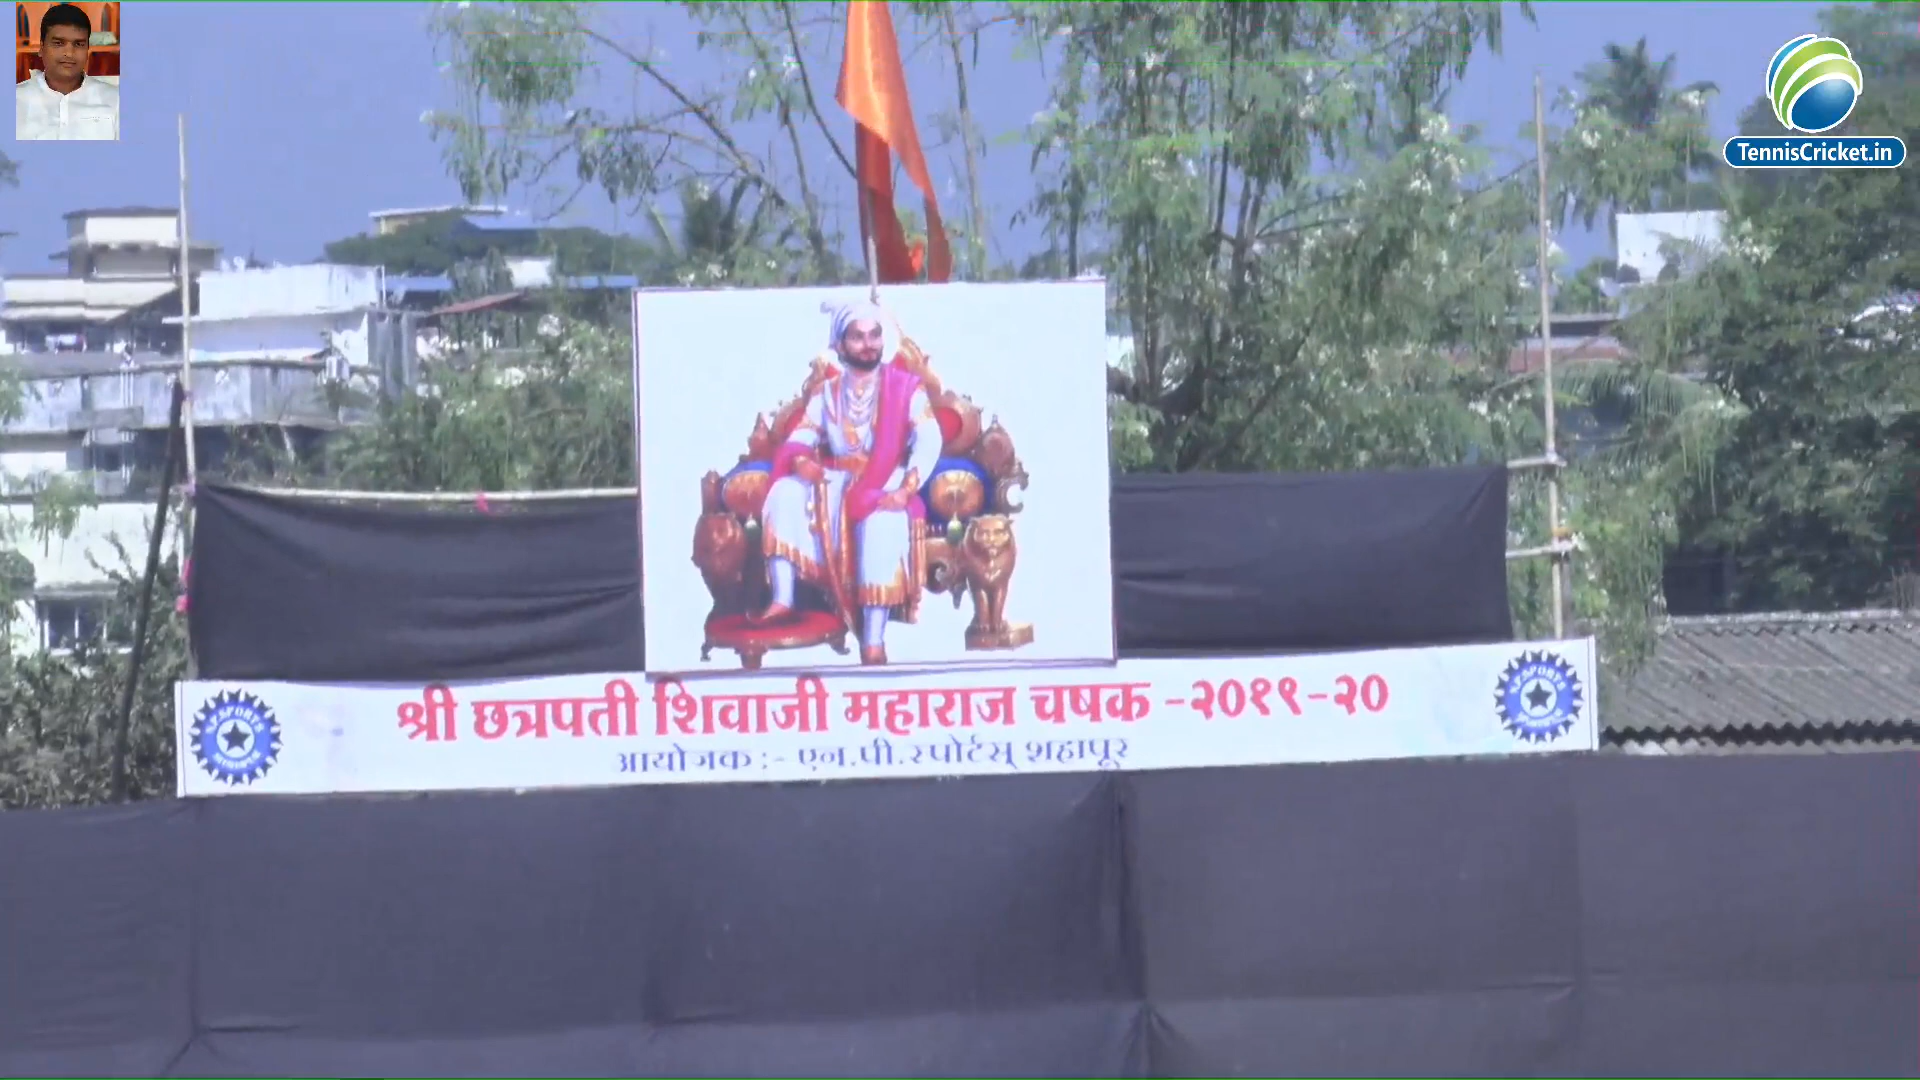 TennisCricket.in
श्री छत्रपती शिवाजी महाराज चषक -२०१९-२०
आयोजक :- एन.पी.स्पोर्टस् शहापूर